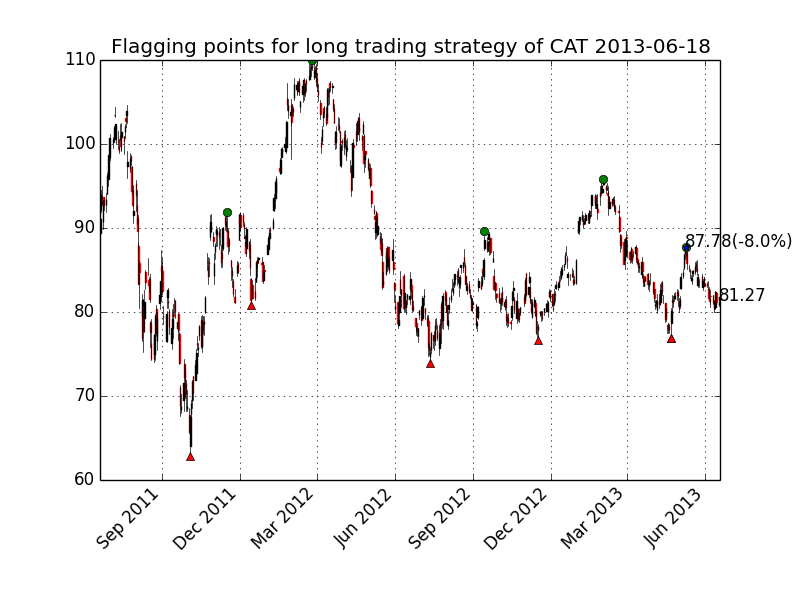 Flagging points for long trading strategy of CAT 2013-06-18
110
100
90
80
70
60
87.78(-8.0%)
81.27
Sep 2011
Dec 2011
Mar 2012
Jun 2012
Sep 2012
Dec 2012
Mar 2013
Jun 2013